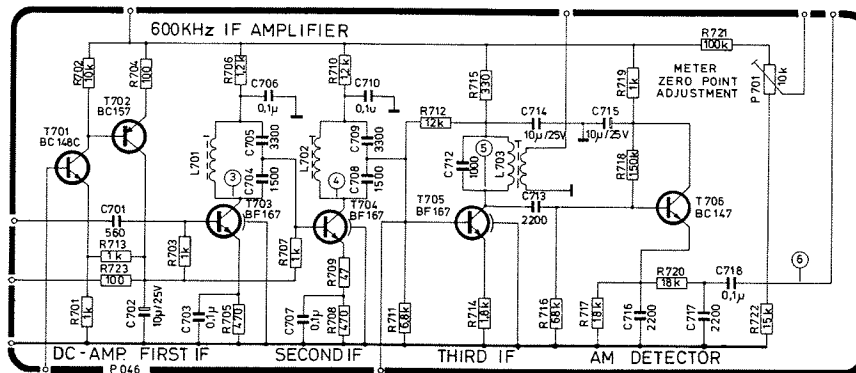 600KHz IF AMPLIFIER
R702
10k
R704
100
T702
BC157
T701
BC148C
C701
560
R713
1k
R723
100
R701
1k
C702
10µ/25V
R703
1k
R706
1,2k
C706
0,1µ
L701
C705
3300
C704
1500
3
T703
BF167
C703
0,1µ
R705
470
R707
1k
R710
1,2k
C710
0,1µ
L702
C709
3300
C708
1500
4
T704
BF167
R709
47
C707
0,1µ
R708
470
R711
6,8k
R712
12k
R715
330
C714
10µ/25V
C715
10µ/25V
C712
1000
5
L703
C713
2200
T705
BF167
R714
1,8k
R716
68k
R719
1k
R718
150k
T706
BC147
R717
18k
R720
18k
C716
2200
C717
2200
C718
0,1µ
6
R721
100k
METER
ZERO POINT
ADJUSTMENT
P701
10k
R722
15k
DC-AMP. FIRST IF
SECOND IF
THIRD IF
AM DETECTOR
P046